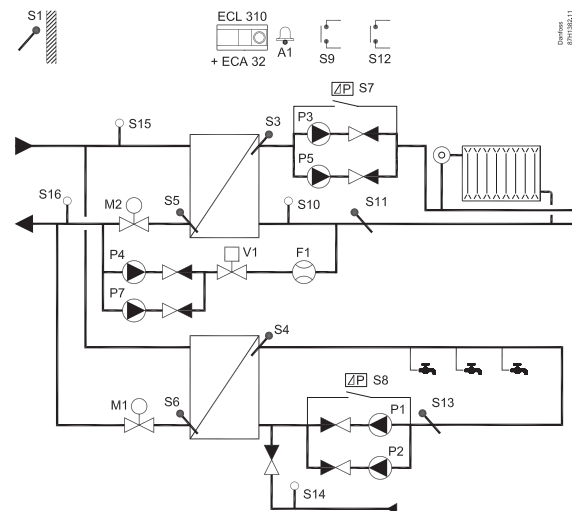 S1
ECL 310
+ ECA 32
A1
S9
S12
Danfoss
87H1382.11
S15
S3
P
S7
P3
P5
S16
M2
S5
S10
S11
P4
V1
F1
P7
S4
P
S8
M1
S6
P1
S13
P2
S14